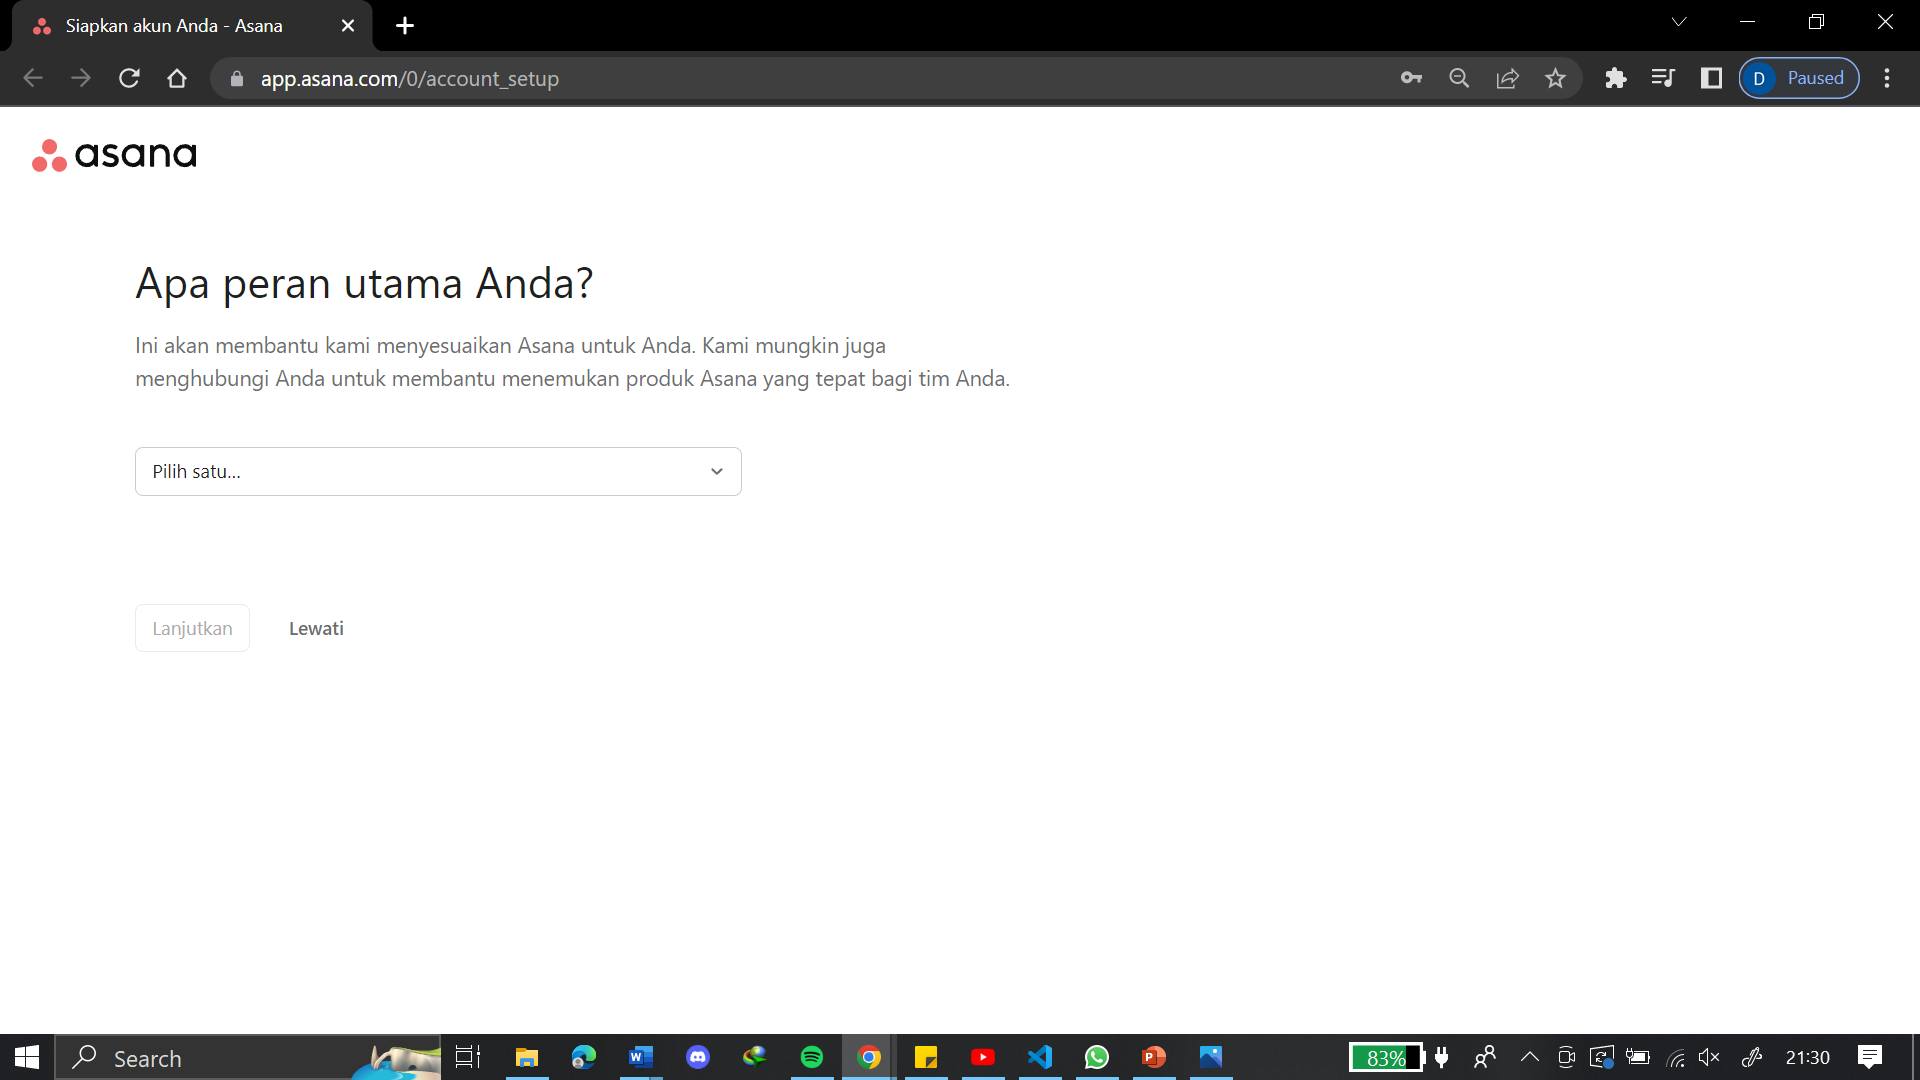 Siapkan akun Anda - Asana
app.asana.com/0/account_setup
D Paused
asana
Apa peran utama Anda?
Ini akan membantu kami menyesuaikan Asana untuk Anda. Kami mungkin juga
menghubungi Anda untuk membantu menemukan produk Asana yang tepat bagi tim Anda.
Pilih satu...
Lanjutkan
Lewati
Search
83%
21:30